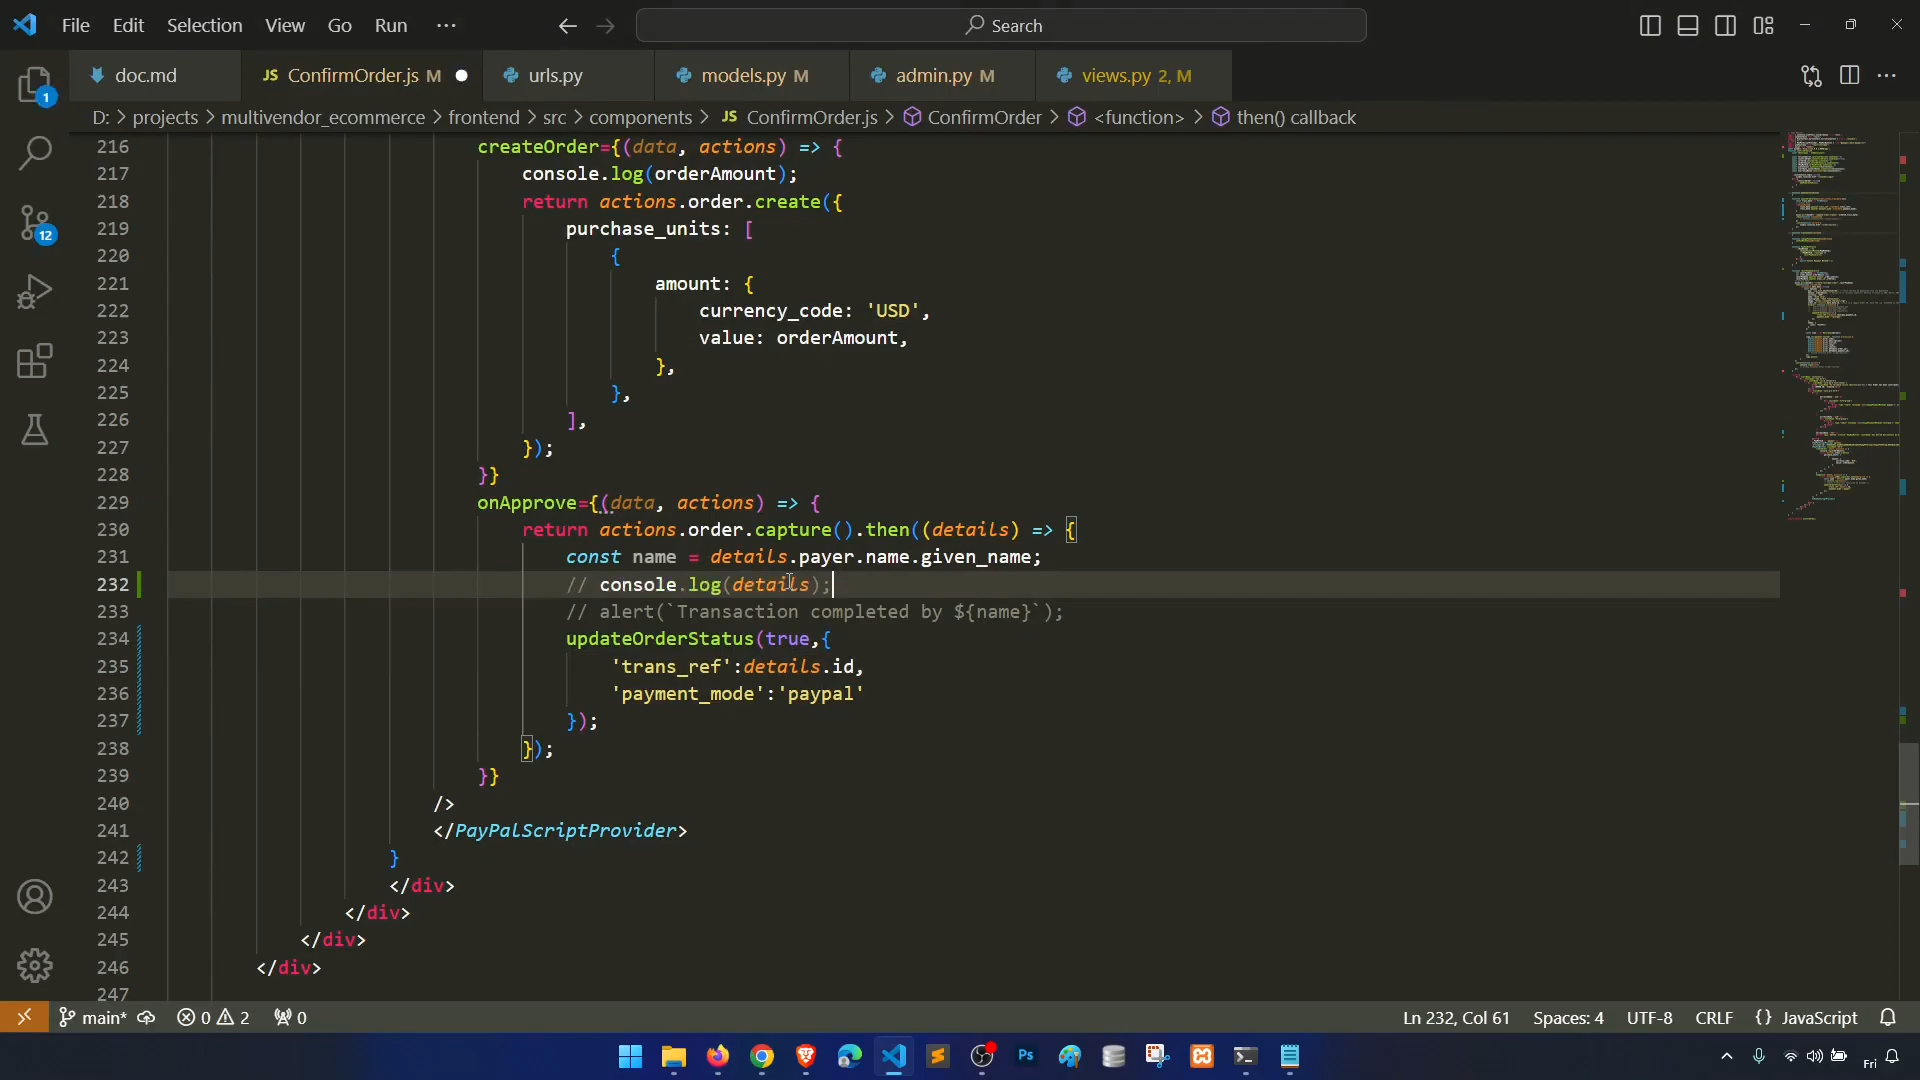 File Edit Selection View Go Run ··· Search
doc.md JS ConfirmOrder.js M urls.py models.py M admin.py M views.py 2, M
D: > projects > multivendor_ecommerce > frontend > src > components > JS ConfirmOrder.js > ConfirmOrder > <function> > then() callback
216 createOrder={(data, actions) => {
217 console.log(orderAmount);
218 return actions.order.create({
219 purchase_units: [
220 {
221 amount: {
222 currency_code: 'USD',
223 value: orderAmount,
224 },
225 },
226 ],
227 });
228 }}
229 onApprove={(data, actions) => {
230 return actions.order.capture().then((details) => {
231 const name = details.payer.name.given_name;
232 // console.log(details);
233 // alert(`Transaction completed by ${name}`);
234 updateOrderStatus(true,{
235 'trans_ref':details.id,
236 'payment_mode':'paypal'
237 });
238 });
239 }}
240 />
241 </PayPalScriptProvider>
242 }
243 </div>
244 </div>
245 </div>
246 </div>
247
1
12
main* 0 2 0 Ln 232, Col 61 Spaces: 4 UTF-8 CRLF {} JavaScript
Ps Fri